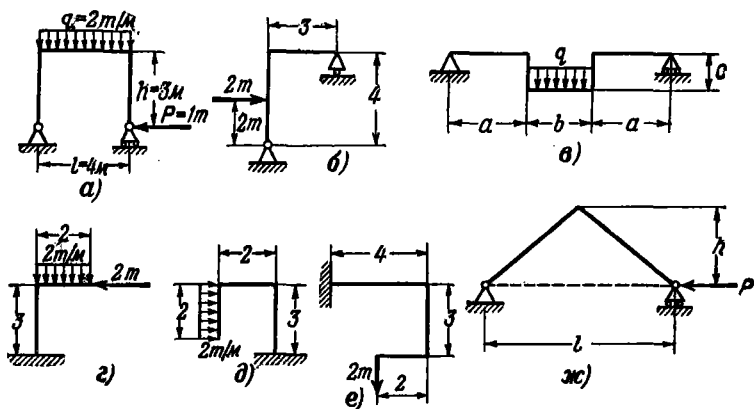 q=2т/м
h=3м
P=1т
l=4м
а)
3
2т
2т
4
б)
q
a
a
b
a
в)
2
2т/м
2т
3
г)
2
2
2т/м
3
д)
4
3
2т
2
е)
h
P
l
ж)